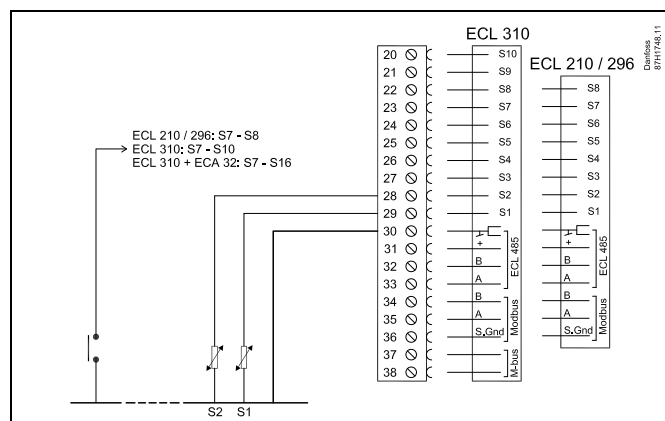 ECL 310
ECL 210 / 296
Danfoss
87H1748.11
ECL 210 / 296: S7 - S8
ECL 310: S7 - S10
ECL 310 + ECA 32: S7 - S16
20 S10
21 S9
22 S8 S8
23 S7 S7
24 S6 S6
25 S5 S5
26 S4 S4
27 S3 S3
28 S2 S2
29 S1 S1
30
31 + +
32 B B
33 A A
ECL 485
ECL 485
34 B B
35 A A
36 S.Gnd S.Gnd
Modbus
Modbus
37
38
M-bus
S2 S1